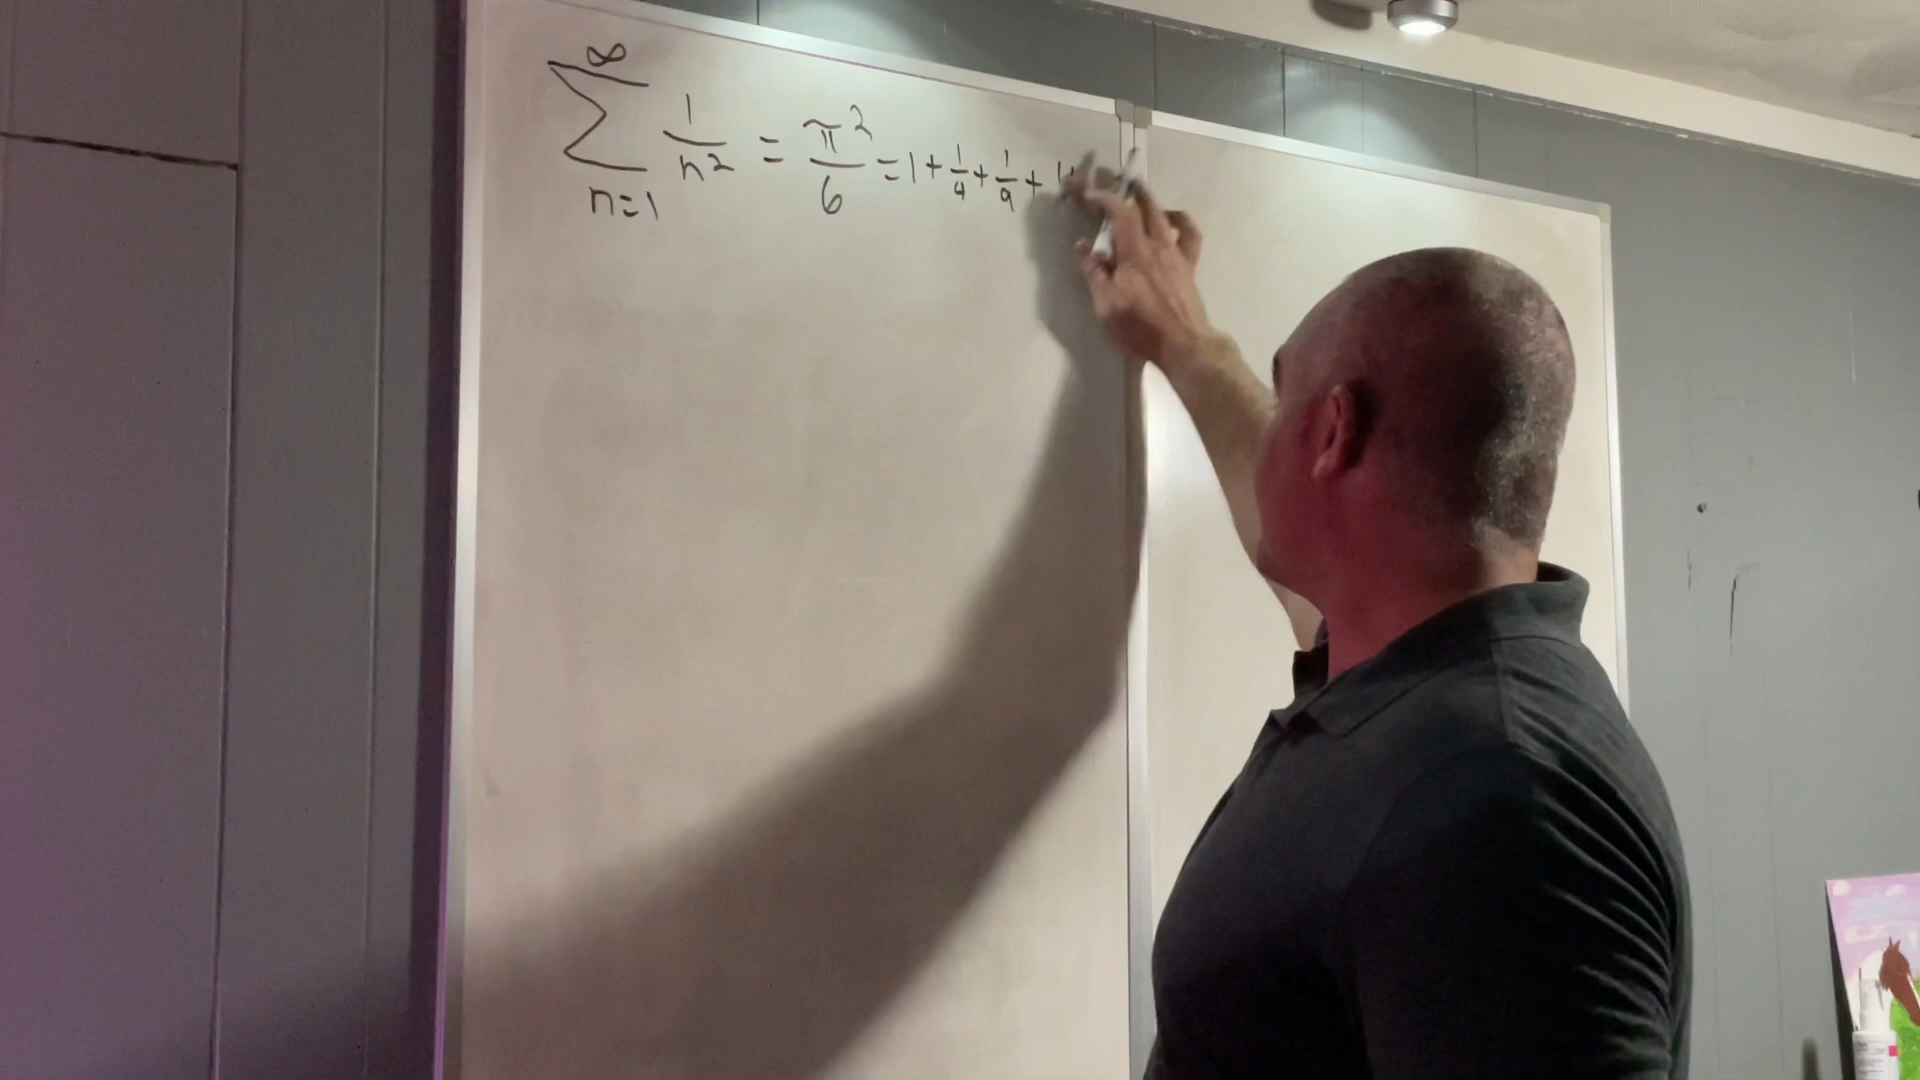 ∞
∑ 1/n² = π²/6 = 1 + 1/4 + 1/9 +
n=1